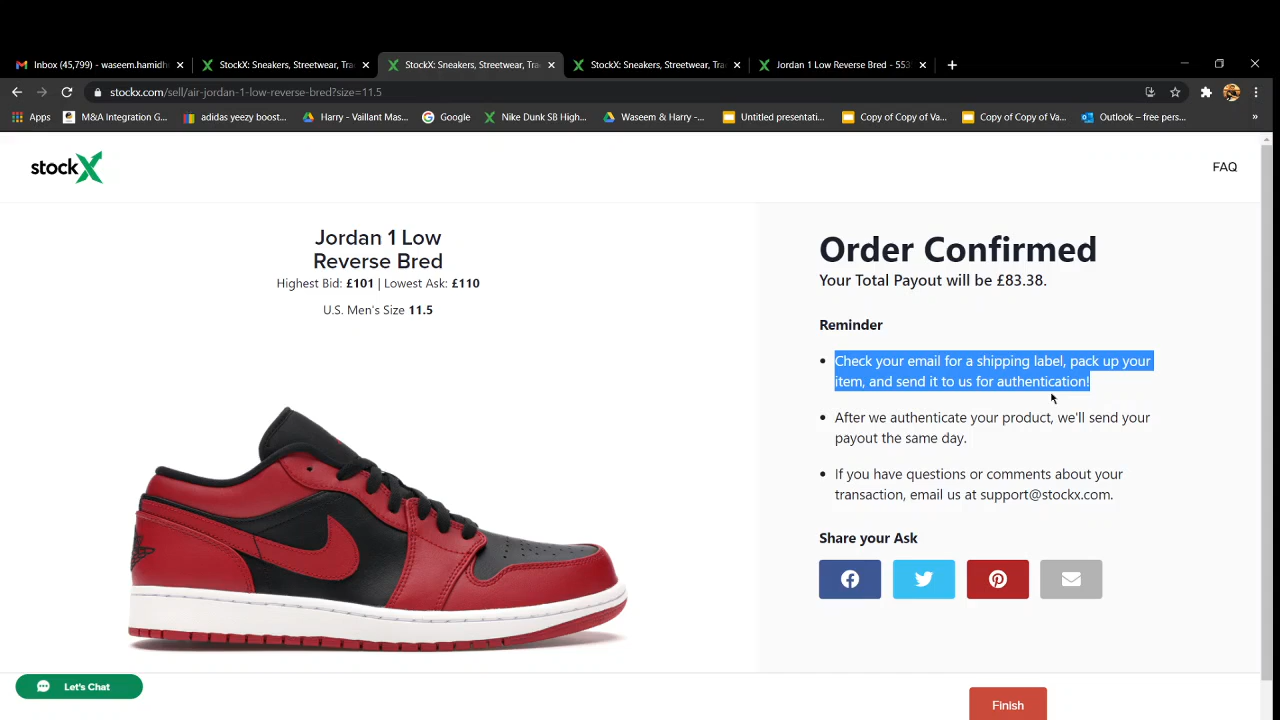 Inbox (45,799) - waseem.hamidh
StockX: Sneakers, Streetwear, Tra
StockX: Sneakers, Streetwear, Tra
StockX: Sneakers, Streetwear, Tra
Jordan 1 Low Reverse Bred - 553
stockx.com/sell/air-jordan-1-low-reverse-bred?size=11.5
Apps
M&A Integration G...
adidas yeezy boost...
Harry - Vaillant Mas...
Google
Nike Dunk SB High...
Waseem & Harry -...
Untitled presentati...
Copy of Copy of Va...
Copy of Copy of Va...
Outlook – free pers...
»
stockX
FAQ
Jordan 1 Low
Reverse Bred
Highest Bid: £101 | Lowest Ask: £110
U.S. Men's Size 11.5
Order Confirmed
Your Total Payout will be £83.38.
Reminder
• Check your email for a shipping label, pack up your
item, and send it to us for authentication!
• After we authenticate your product, we'll send your
payout the same day.
• If you have questions or comments about your
transaction, email us at support@stockx.com.
Share your Ask
Let's Chat
Finish